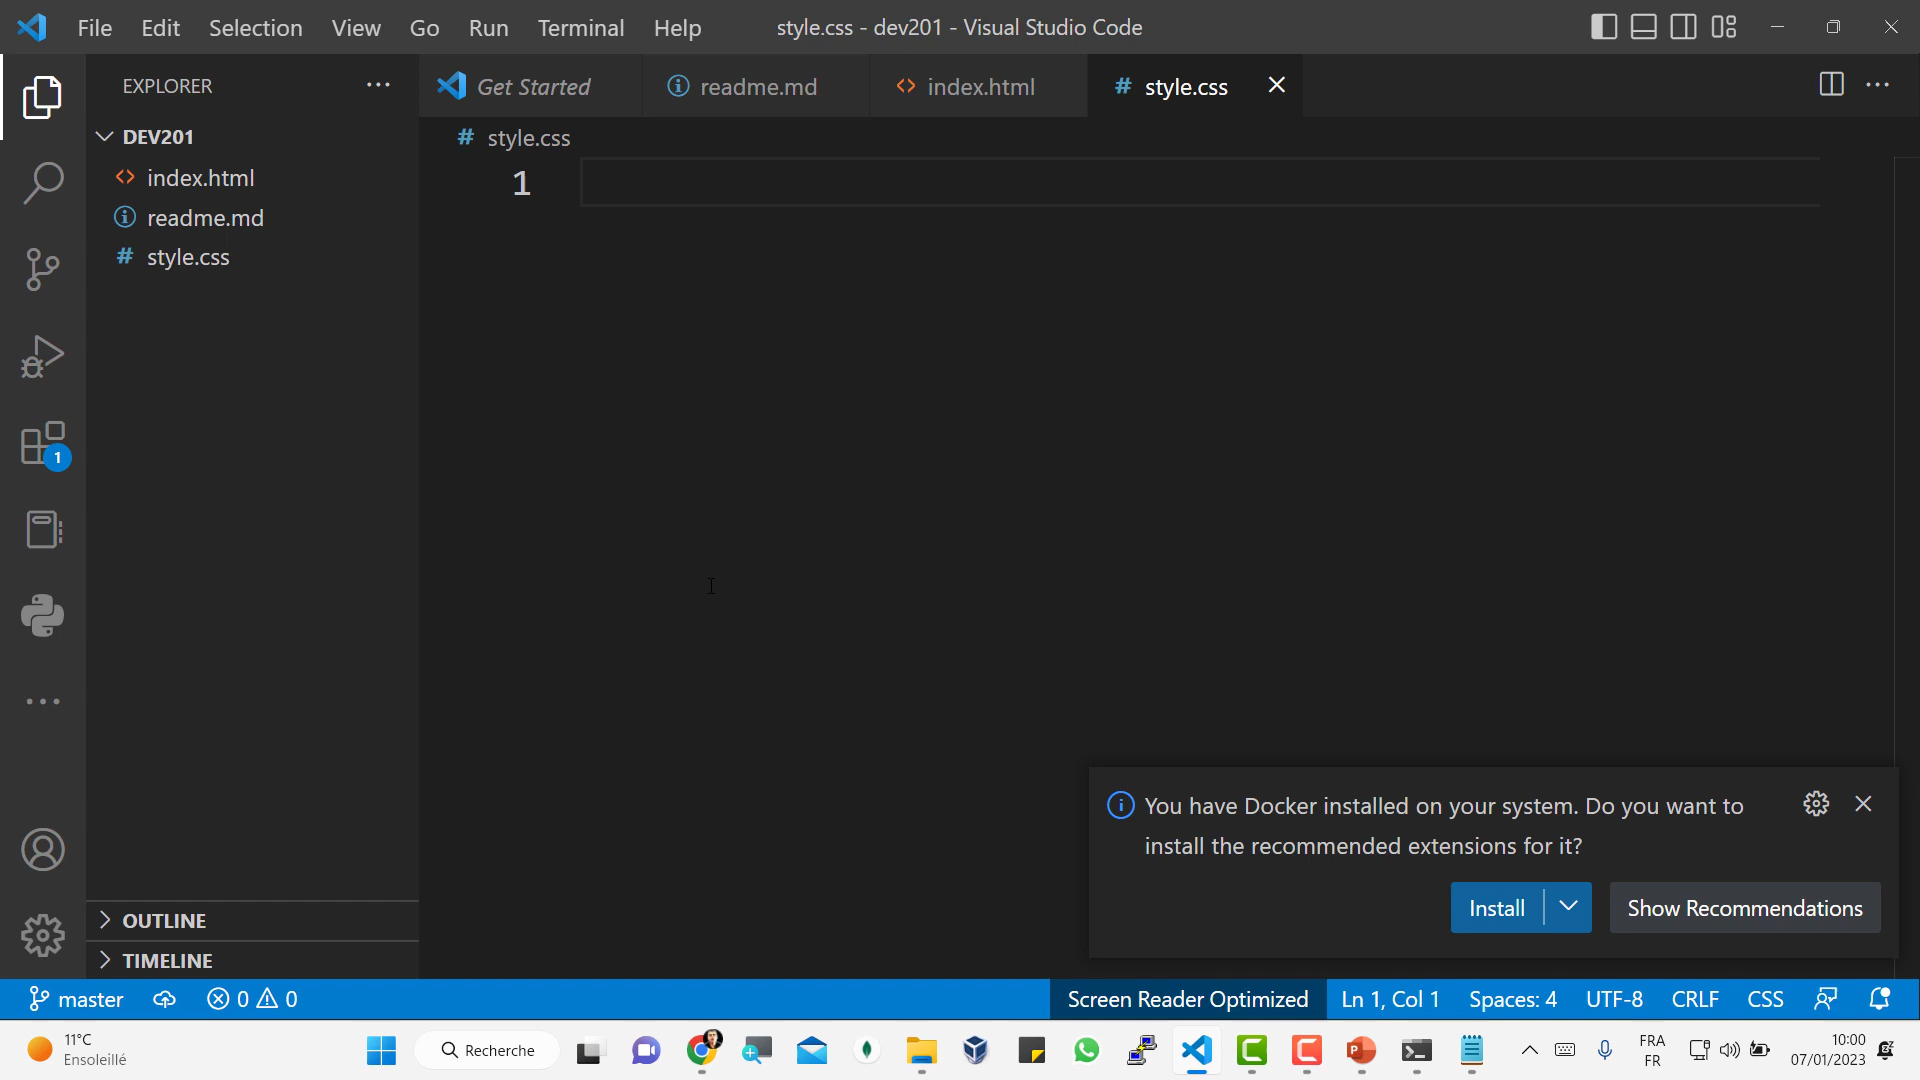 File Edit Selection View Go Run Terminal Help
style.css - dev201 - Visual Studio Code
EXPLORER
Get Started
readme.md
index.html
# style.css
DEV201
index.html
readme.md
# style.css
# style.css
1
1
You have Docker installed on your system. Do you want to
install the recommended extensions for it?
Install
Show Recommendations
OUTLINE
TIMELINE
master
0
0
Screen Reader Optimized
Ln 1, Col 1
Spaces: 4
UTF-8
CRLF
CSS
11°C
Ensoleillé
Recherche
FRA
FR
10:00
07/01/2023